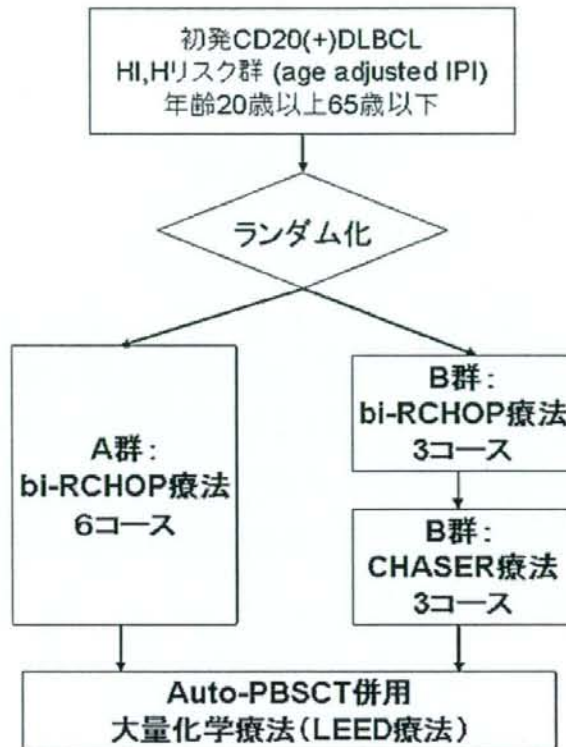 初発CD20(+)DLBCL
HI,Hリスク群 (age adjusted IPI)
年齢20歳以上65歳以下
ランダム化
A群：
bi-RCHOP療法
６コース
B群：
bi-RCHOP療法
3コース
B群：
CHASER療法
3コース
Auto-PBSCT併用
大量化学療法（LEED療法）